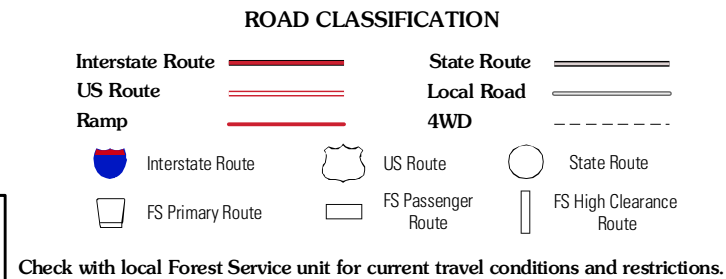 ROAD CLASSIFICATION
Interstate Route
State Route
US Route
Local Road
Ramp
4WD
Interstate Route
US Route
State Route
FS Primary Route
FS Passenger
Route
FS High Clearance
Route
Check with local Forest Service unit for current travel conditions and restrictions.